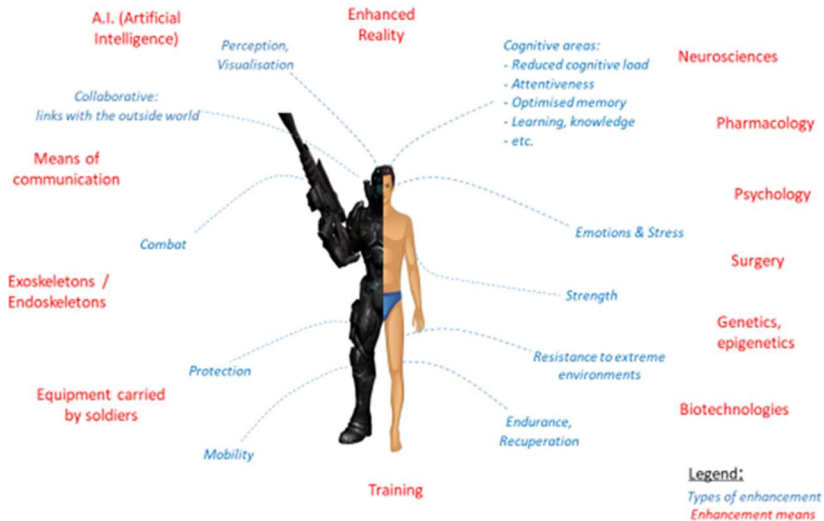 A.I. (Artificial
Intelligence)
Enhanced
Reality
Perception,
Visualisation
Cognitive areas:
- Reduced cognitive load
- Attentiveness
- Optimised memory
- Learning, knowledge
- etc.
Neurosciences
Collaborative:
links with the outside world
Pharmacology
Means of
communication
Psychology
Combat
Emotions & Stress
Surgery
Exoskeletons /
Endoskeletons
Strength
Genetics,
epigenetics
Protection
Resistance to extreme
environments
Equipment carried
by soldiers
Biotechnologies
Endurance,
Recuperation
Mobility
Training
Legend:
Types of enhancement
Enhancement means